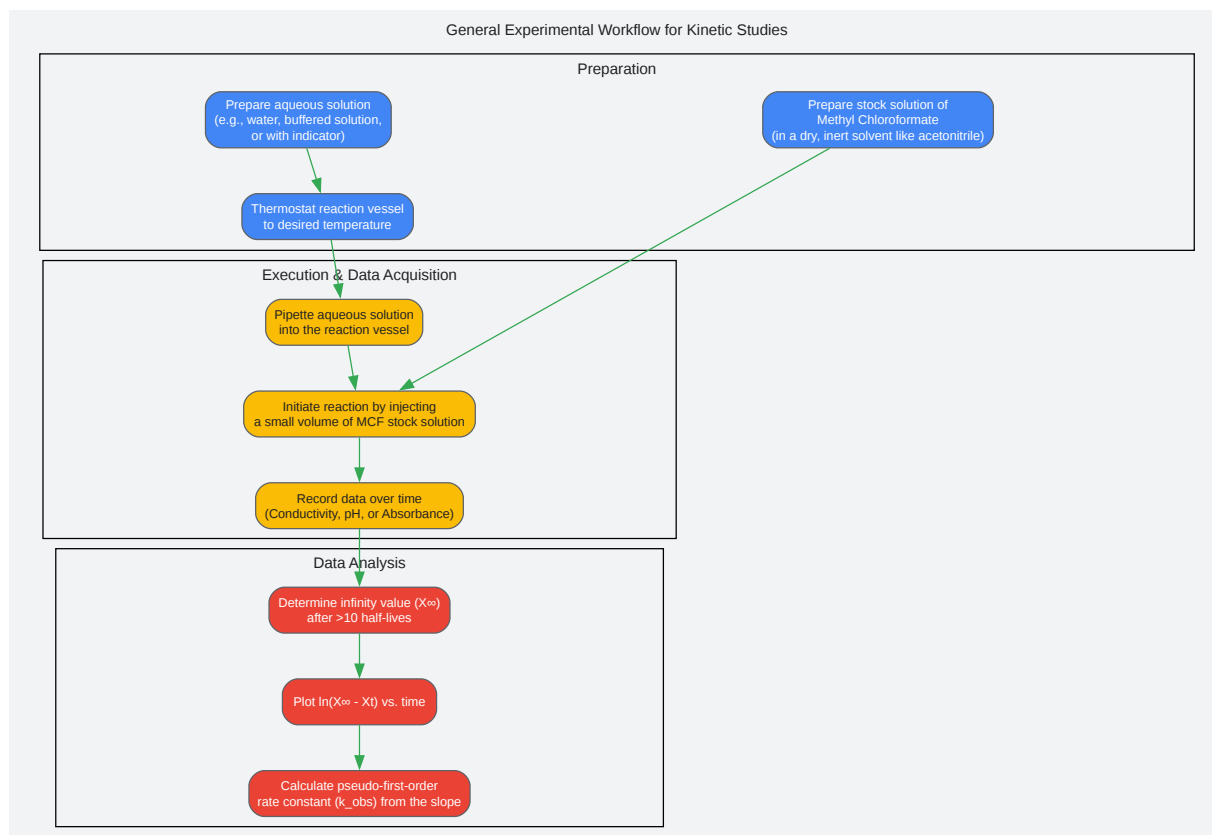 General Experimental Workflow for Kinetic Studies
Preparation
Prepare aqueous solution
(e.g., water, buffered solution,
or with indicator)
Prepare stock solution of
Methyl Chloroformate
(in a dry, inert solvent like acetonitrile)
Thermostat reaction vessel
to desired temperature
Execution & Data Acquisition
Pipette aqueous solution
into the reaction vessel
Initiate reaction by injecting
a small volume of MCF stock solution
Record data over time
(Conductivity, pH, or Absorbance)
Data Analysis
Determine infinity value (X∞)
after >10 half-lives
Plot ln(X∞ - Xt) vs. time
Calculate pseudo-first-order
rate constant (k_obs) from the slope